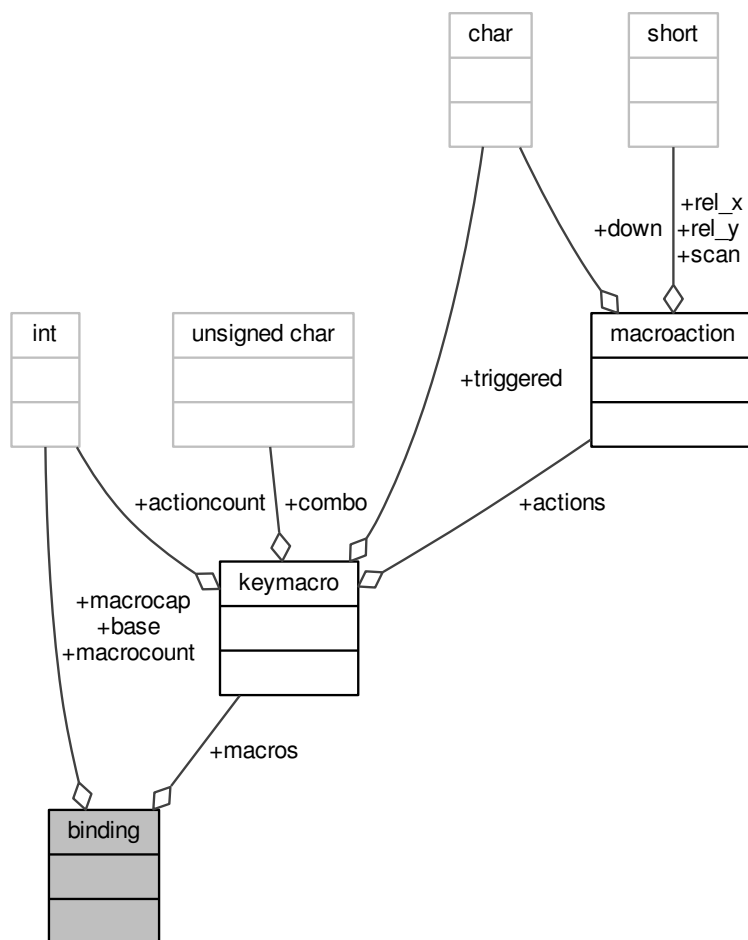 char
short
+rel_x
+rel_y
+scan
+down
int
unsigned char
macroaction
+triggered
+actioncount
+combo
+actions
keymacro
+macrocap
+base
+macrocount
+macros
binding